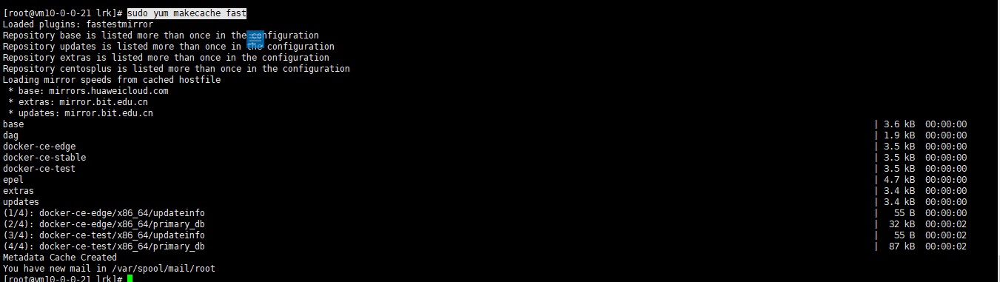 [root@vm10-0-0-21 lrk]# sudo yum makecache fast
Loaded plugins: fastestmirror
Repository base is listed more than once in the configuration
Repository updates is listed more than once in the configuration
Repository extras is listed more than once in the configuration
Repository centosplus is listed more than once in the configuration
Loading mirror speeds from cached hostfile
 * base: mirrors.huaweicloud.com
 * extras: mirror.bit.edu.cn
 * updates: mirror.bit.edu.cn
base | 3.6 kB 00:00:00
dag | 1.9 kB 00:00:00
docker-ce-edge | 3.5 kB 00:00:00
docker-ce-stable | 3.5 kB 00:00:00
docker-ce-test | 3.5 kB 00:00:00
epel | 4.7 kB 00:00:00
extras | 3.4 kB 00:00:00
updates | 3.4 kB 00:00:00
(1/4): docker-ce-edge/x86_64/updateinfo | 55 B 00:00:00
(2/4): docker-ce-edge/x86_64/primary_db | 32 kB 00:00:02
(3/4): docker-ce-test/x86_64/updateinfo | 55 B 00:00:02
(4/4): docker-ce-test/x86_64/primary_db | 87 kB 00:00:02
Metadata Cache Created
You have new mail in /var/spool/mail/root
[root@vm10-0-0-21 lrk]#